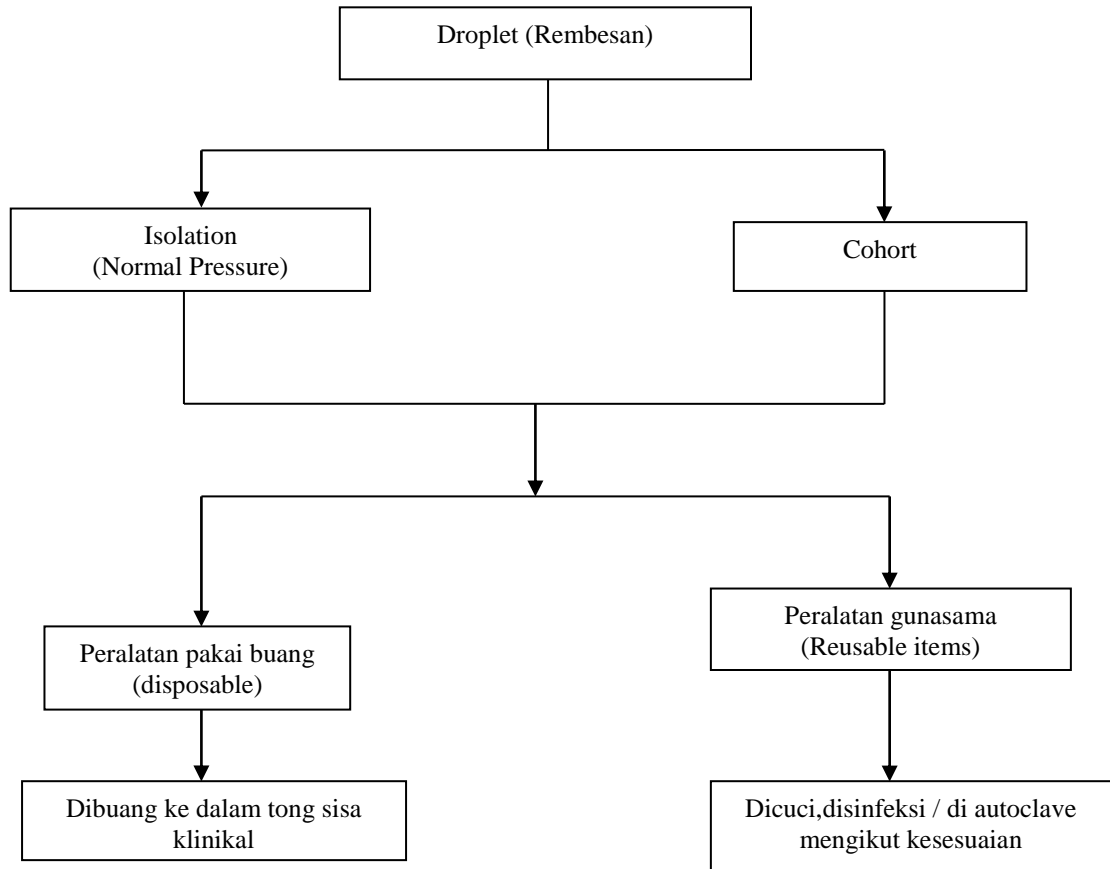 Droplet (Rembesan)
Isolation
(Normal Pressure)
Cohort
Peralatan pakai buang
(disposable)
Peralatan gunasama
(Reusable items)
Dibuang ke dalam tong sisa
klinikal
Dicuci,disinfeksi / di autoclave
mengikut kesesuaian